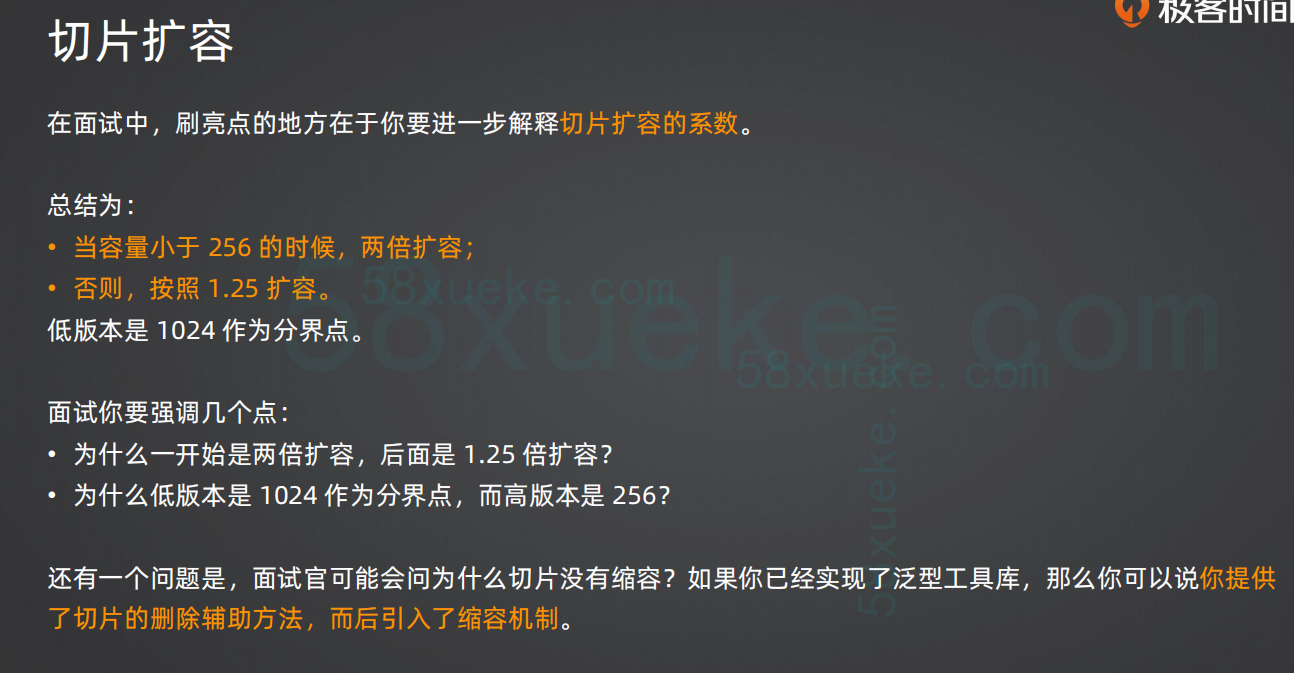 极客时间
切片扩容
在面试中，刷亮点的地方在于你要进一步解释切片扩容的系数。
总结为：
• 当容量小于 256 的时候，两倍扩容；
• 否则，按照 1.25 扩容。
低版本是 1024 作为分界点。
面试你要强调几个点：
• 为什么一开始是两倍扩容，后面是 1.25 倍扩容？
• 为什么低版本是 1024 作为分界点，而高版本是 256？
还有一个问题是，面试官可能会问为什么切片没有缩容？如果你已经实现了泛型工具库，那么你可以说你提供
了切片的删除辅助方法，而后引入了缩容机制。
58xueke.com
58xueke.com
58xueke.com
58xueke.com